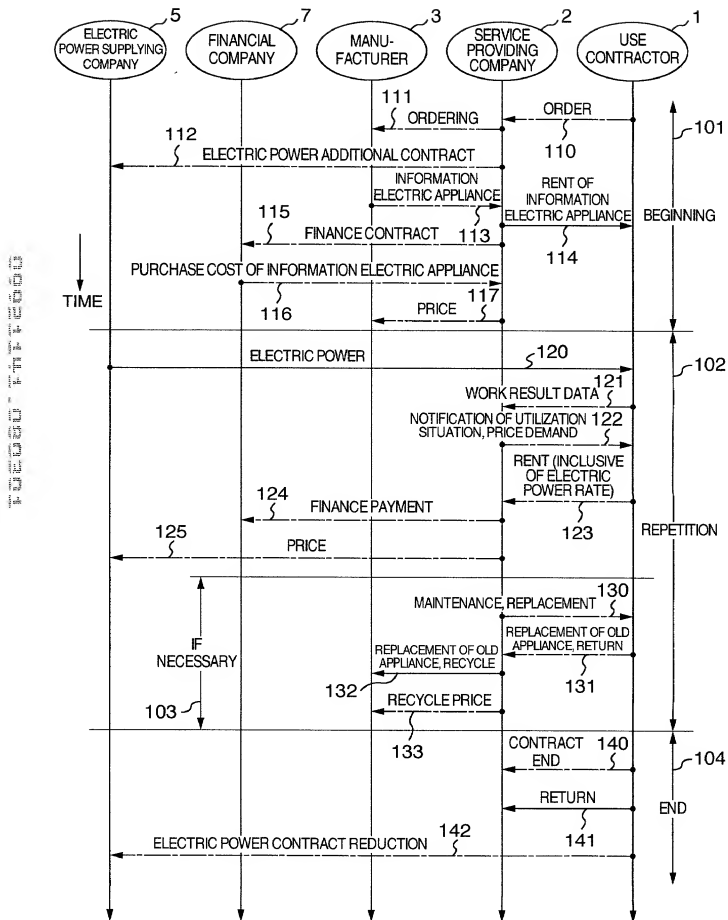 5
7
3
2
1
ELECTRIC
POWER SUPPLYING
COMPANY
FINANCIAL
COMPANY
MANU-
FACTURER
SERVICE
PROVIDING
COMPANY
USE
CONTRACTOR
111
ORDERING
ORDER
110
101
112
ELECTRIC POWER ADDITIONAL CONTRACT
INFORMATION
ELECTRIC APPLIANCE
113
RENT OF
INFORMATION
ELECTRIC APPLIANCE
114
BEGINNING
115
FINANCE CONTRACT
TIME
PURCHASE COST OF INFORMATION ELECTRIC APPLIANCE
116
117
PRICE
ELECTRIC POWER
120
102
WORK RESULT DATA
121
NOTIFICATION OF UTILIZATION
SITUATION, PRICE DEMAND
122
RENT (INCLUSIVE
OF ELECTRIC
POWER RATE)
123
124
FINANCE PAYMENT
125
PRICE
REPETITION
MAINTENANCE, REPLACEMENT
130
IF
NECESSARY
103
REPLACEMENT OF OLD
APPLIANCE, RETURN
131
REPLACEMENT OF OLD
APPLIANCE, RECYCLE
132
RECYCLE PRICE
133
CONTRACT
END
140
104
RETURN
141
END
ELECTRIC POWER CONTRACT REDUCTION
142